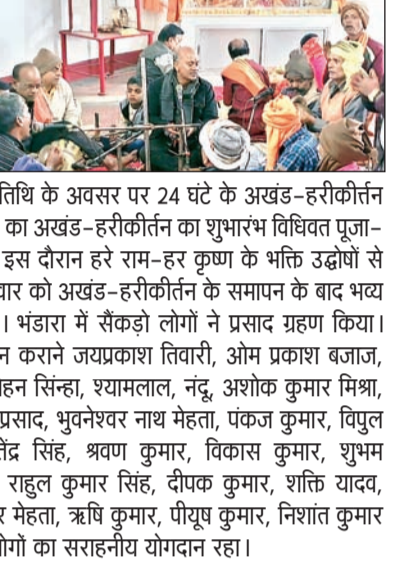 तिथि के अवसर पर 24 घंटे के अखंड-हरीकीर्त्तन
का अखंड-हरीकीर्तन का शुभारंभ विधिवत पूजा-
इस दौरान हरे राम-हर कृष्ण के भक्ति उद्घोषों से
वार को अखंड-हरीकीर्तन के समापन के बाद भव्य
। भंडारा में सैंकड़ो लोगों ने प्रसाद ग्रहण किया।
न कराने जयप्रकाश तिवारी, ओम प्रकाश बजाज,
हन सिंन्हा, श्यामलाल, नंदू, अशोक कुमार मिश्रा,
प्रसाद, भुवनेश्वर नाथ मेहता, पंकज कुमार, विपुल
तेंद्र सिंह, श्रवण कुमार, विकास कुमार, शुभम
राहुल कुमार सिंह, दीपक कुमार, शक्ति यादव,
र मेहता, ऋषि कुमार, पीयूष कुमार, निशांत कुमार
गों का सराहनीय योगदान रहा।